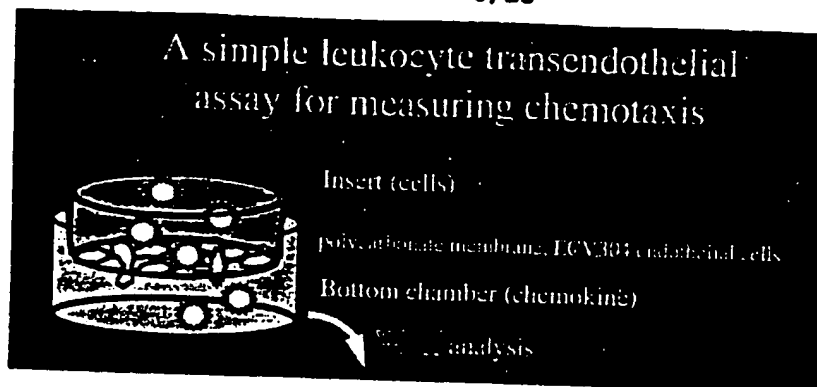 A simple leukocyte transendothelial
assay for measuring chemotaxis
Insert (cells)
polycarbonate membrane, ECV304 endothelial cells
Bottom chamber (chemokine)
analysis